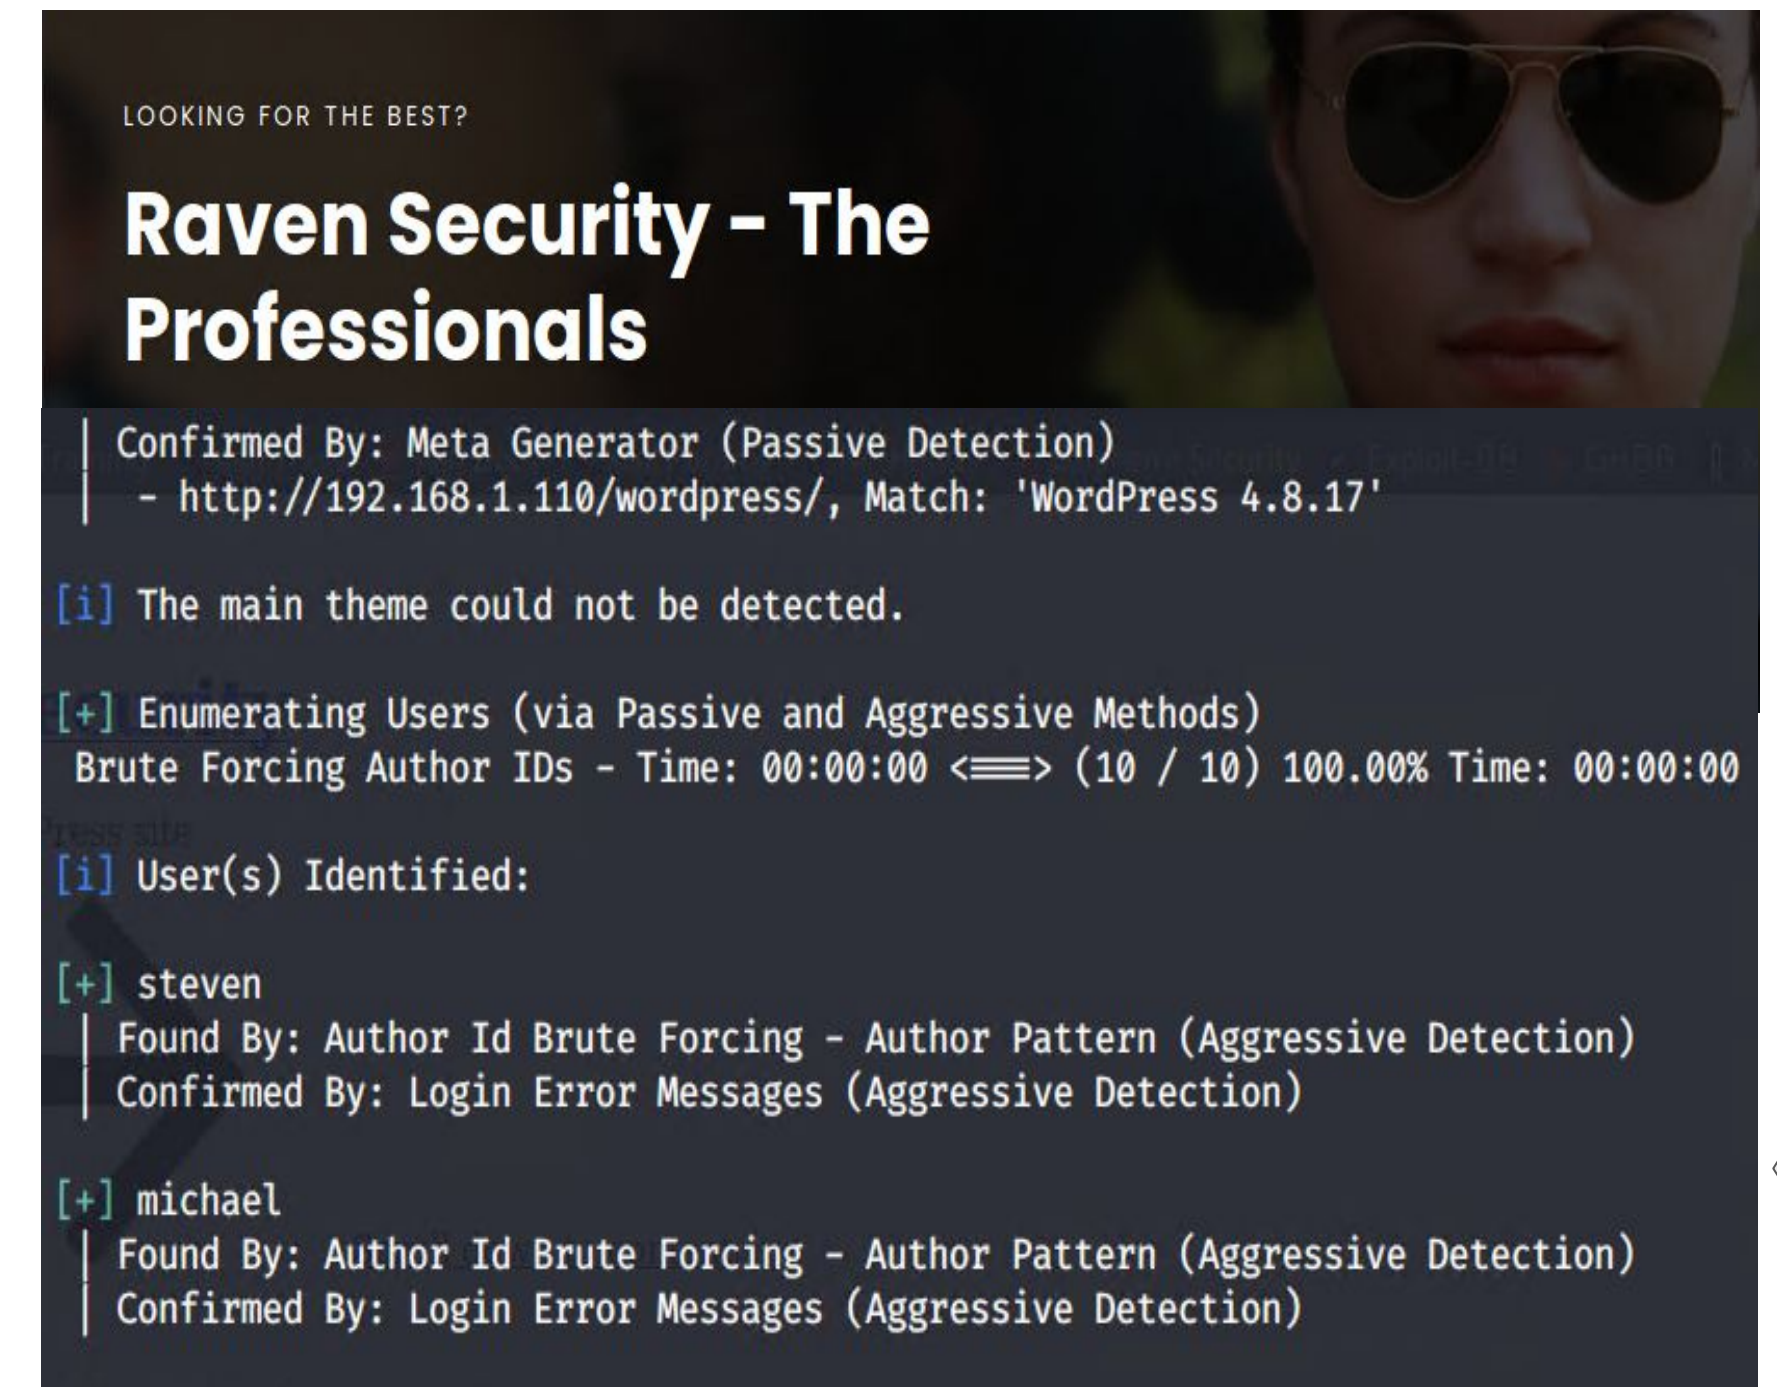 LOOKING FOR THE BEST?
Raven Security - The
Professionals
| Confirmed By: Meta Generator (Passive Detection)
|  - http://192.168.1.110/wordpress/, Match: 'WordPress 4.8.17'
[i] The main theme could not be detected.
[+] Enumerating Users (via Passive and Aggressive Methods)
Brute Forcing Author IDs - Time: 00:00:00 <===> (10 / 10) 100.00% Time: 00:00:00
Press site
[i] User(s) Identified:
[+] steven
| Found By: Author Id Brute Forcing - Author Pattern (Aggressive Detection)
| Confirmed By: Login Error Messages (Aggressive Detection)
[+] michael
| Found By: Author Id Brute Forcing - Author Pattern (Aggressive Detection)
| Confirmed By: Login Error Messages (Aggressive Detection)